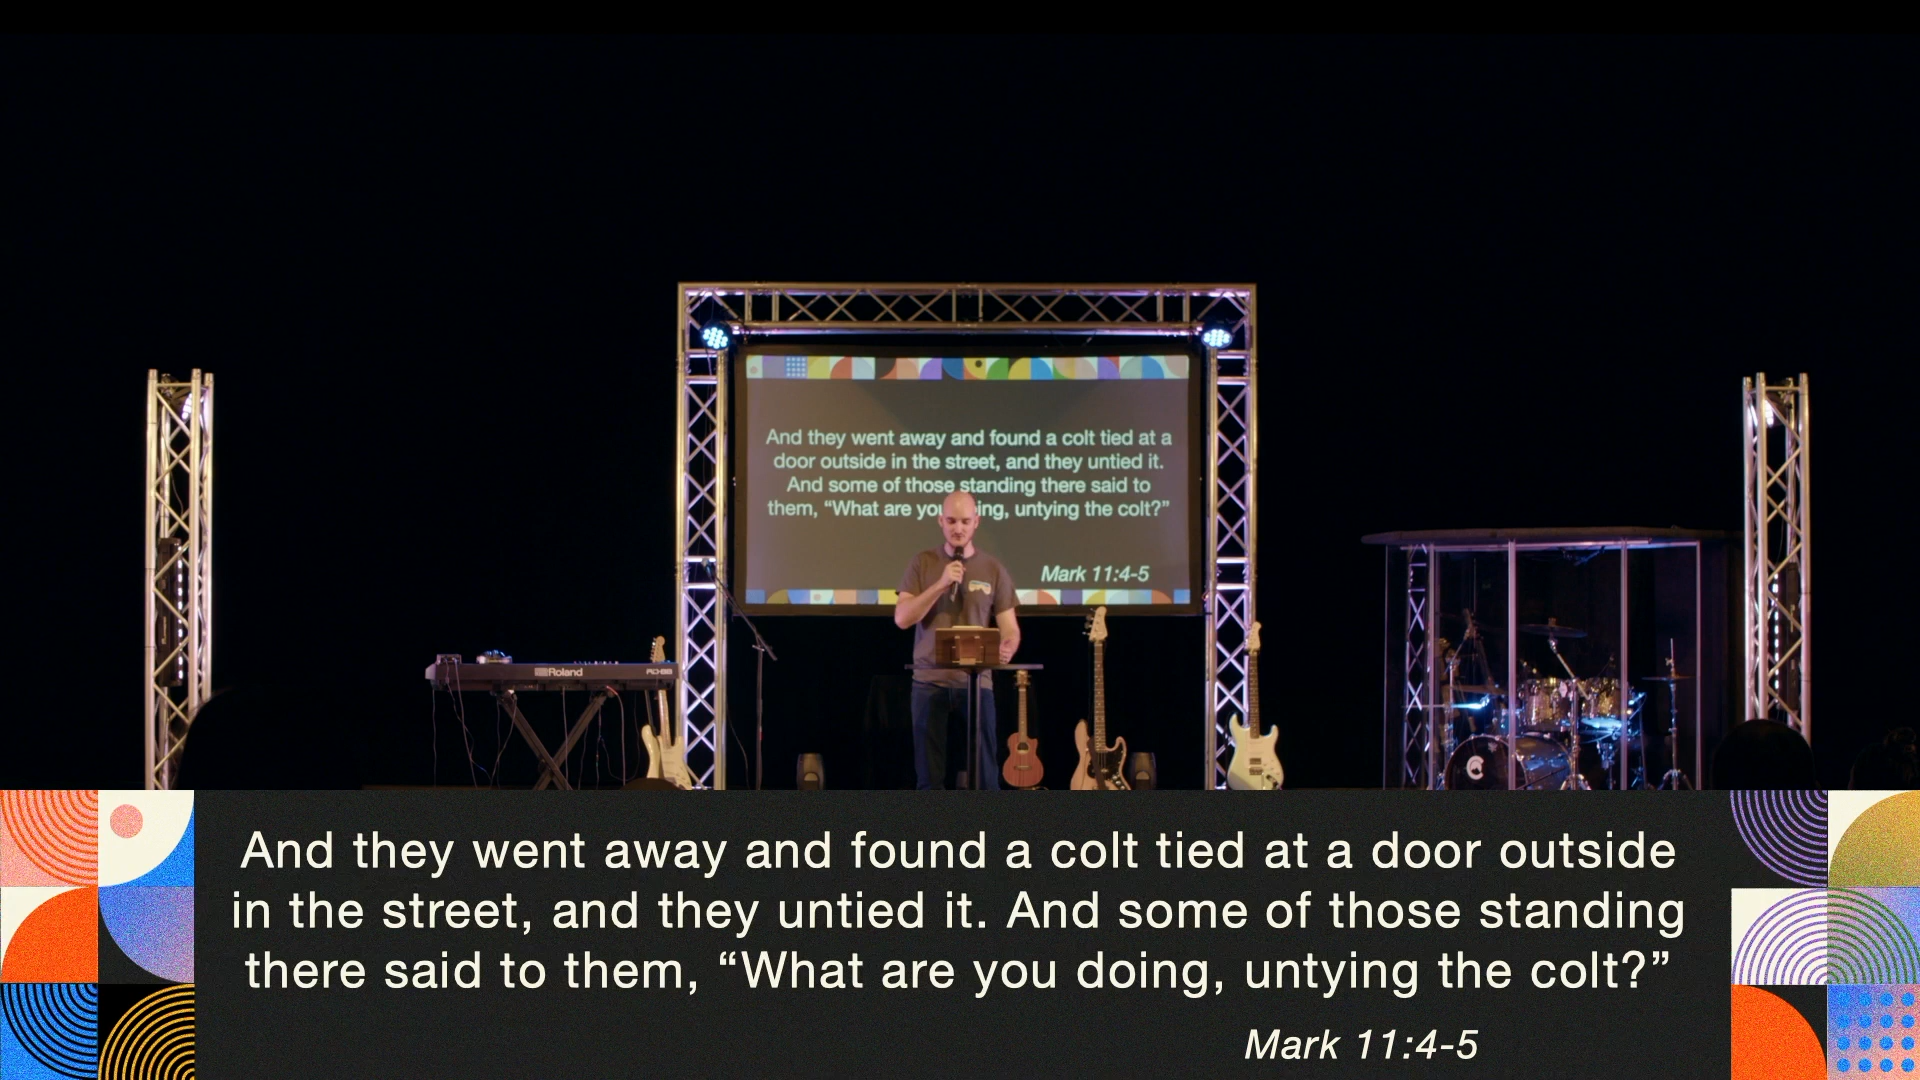 And they went away and found a colt tied at a
door outside in the street, and they untied it.
And some of those standing there said to
them, “What are you ing, untying the colt?”
Mark 11:4-5
Roland
And they went away and found a colt tied at a door outside
in the street, and they untied it. And some of those standing
there said to them, “What are you doing, untying the colt?”
Mark 11:4-5